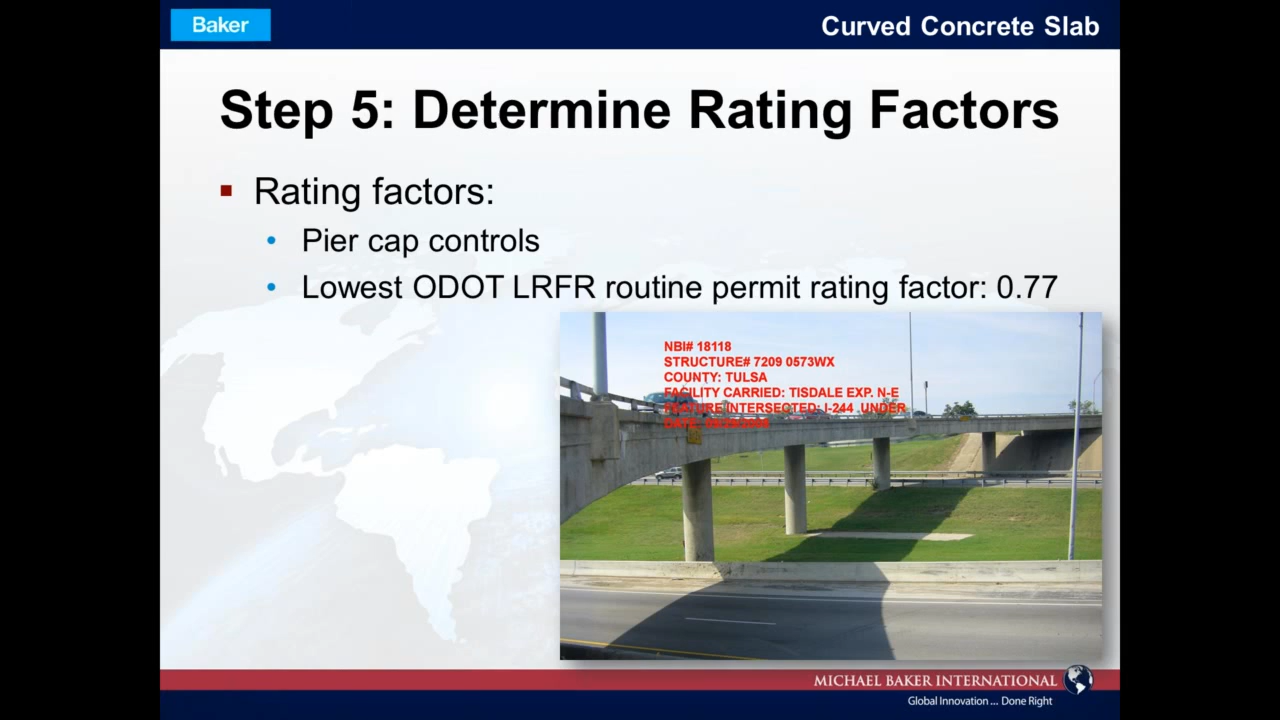 Baker
Curved Concrete Slab
Step 5: Determine Rating Factors
Rating factors:
Pier cap controls
Lowest ODOT LRFR routine permit rating factor: 0.77
NBI# 18118
STRUCTURE# 7209 0573WX
COUNTY: TULSA
FACILITY CARRIED: TISDALE EXP. N-E
FEATURE INTERSECTED: I-244 UNDER
DATE:
MICHAEL BAKER INTERNATIONAL
Global Innovation ... Done Right